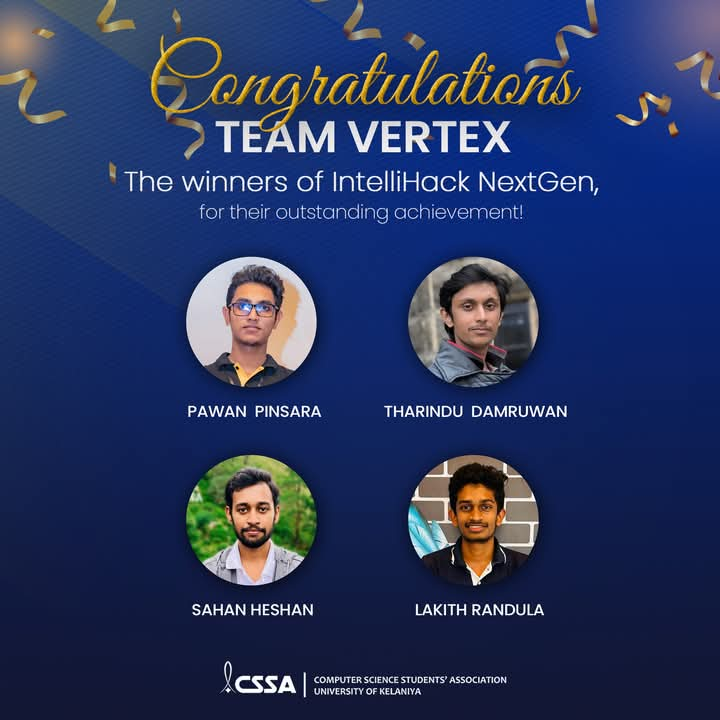 Congratulations
TEAM VERTEX
The winners of IntelliHack NextGen,
for their outstanding achievement!
PAWAN PINSARA
THARINDU DAMRUWAN
SAHAN HESHAN
LAKITH RANDULA
CSSA
COMPUTER SCIENCE STUDENTS' ASSOCIATION
UNIVERSITY OF KELANIYA